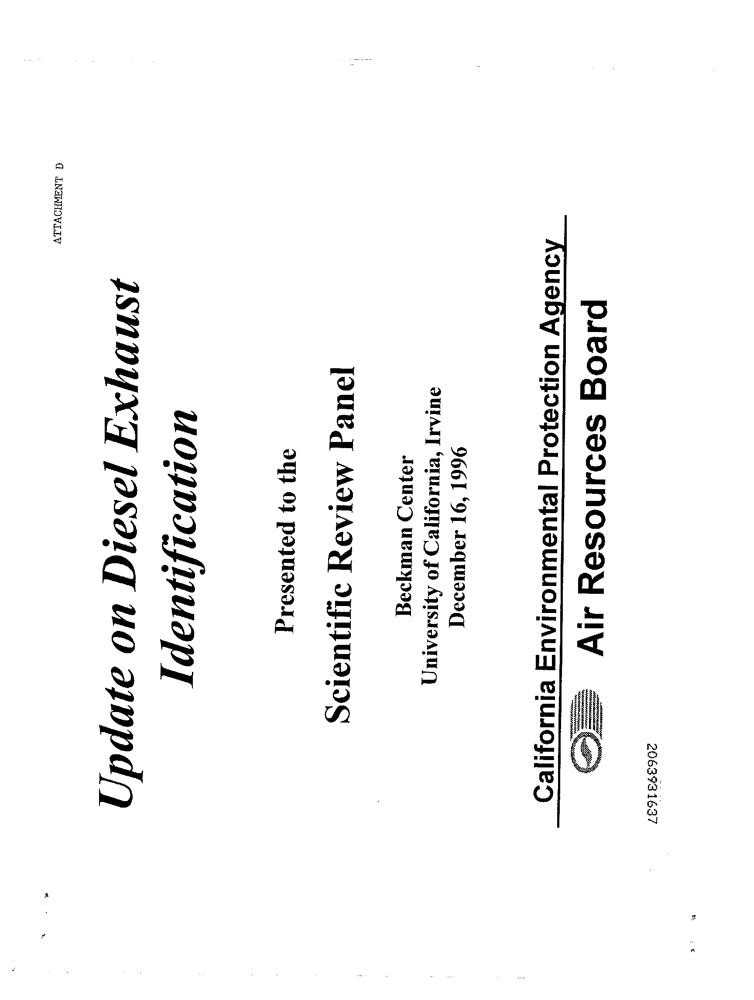 ATTACHMENT D
Update on Diesel Exhaust
Identification
Presented to the
Scientific Review Panel
Beckman Center
University of California, Irvine
December 16, 1996
California Environmental Protection Agency
Air Resources Board
2063931637